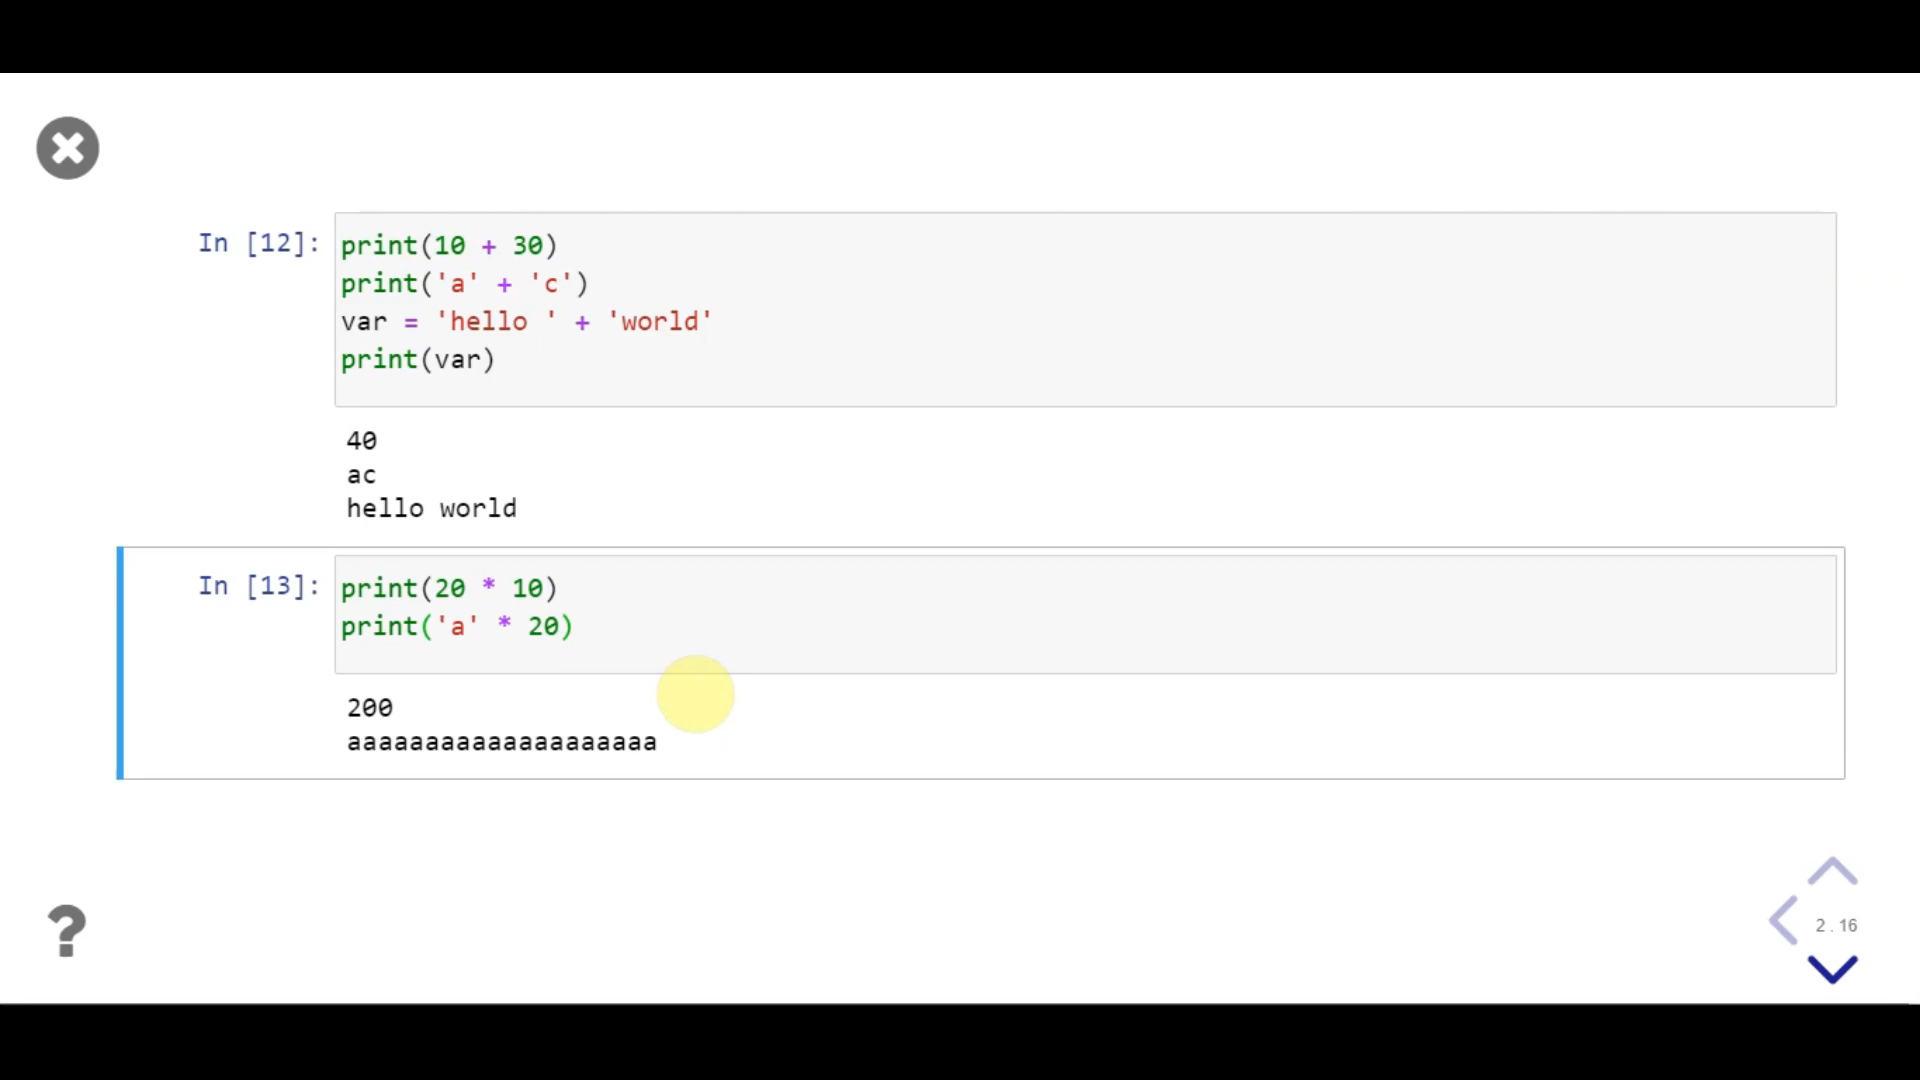 In [12]:
print(10 + 30)
print('a' + 'c')
var = 'hello ' + 'world'
print(var)
40
ac
hello world
In [13]:
print(20 * 10)
print('a' * 20)
200
aaaaaaaaaaaaaaaaaaaa
?
2.16